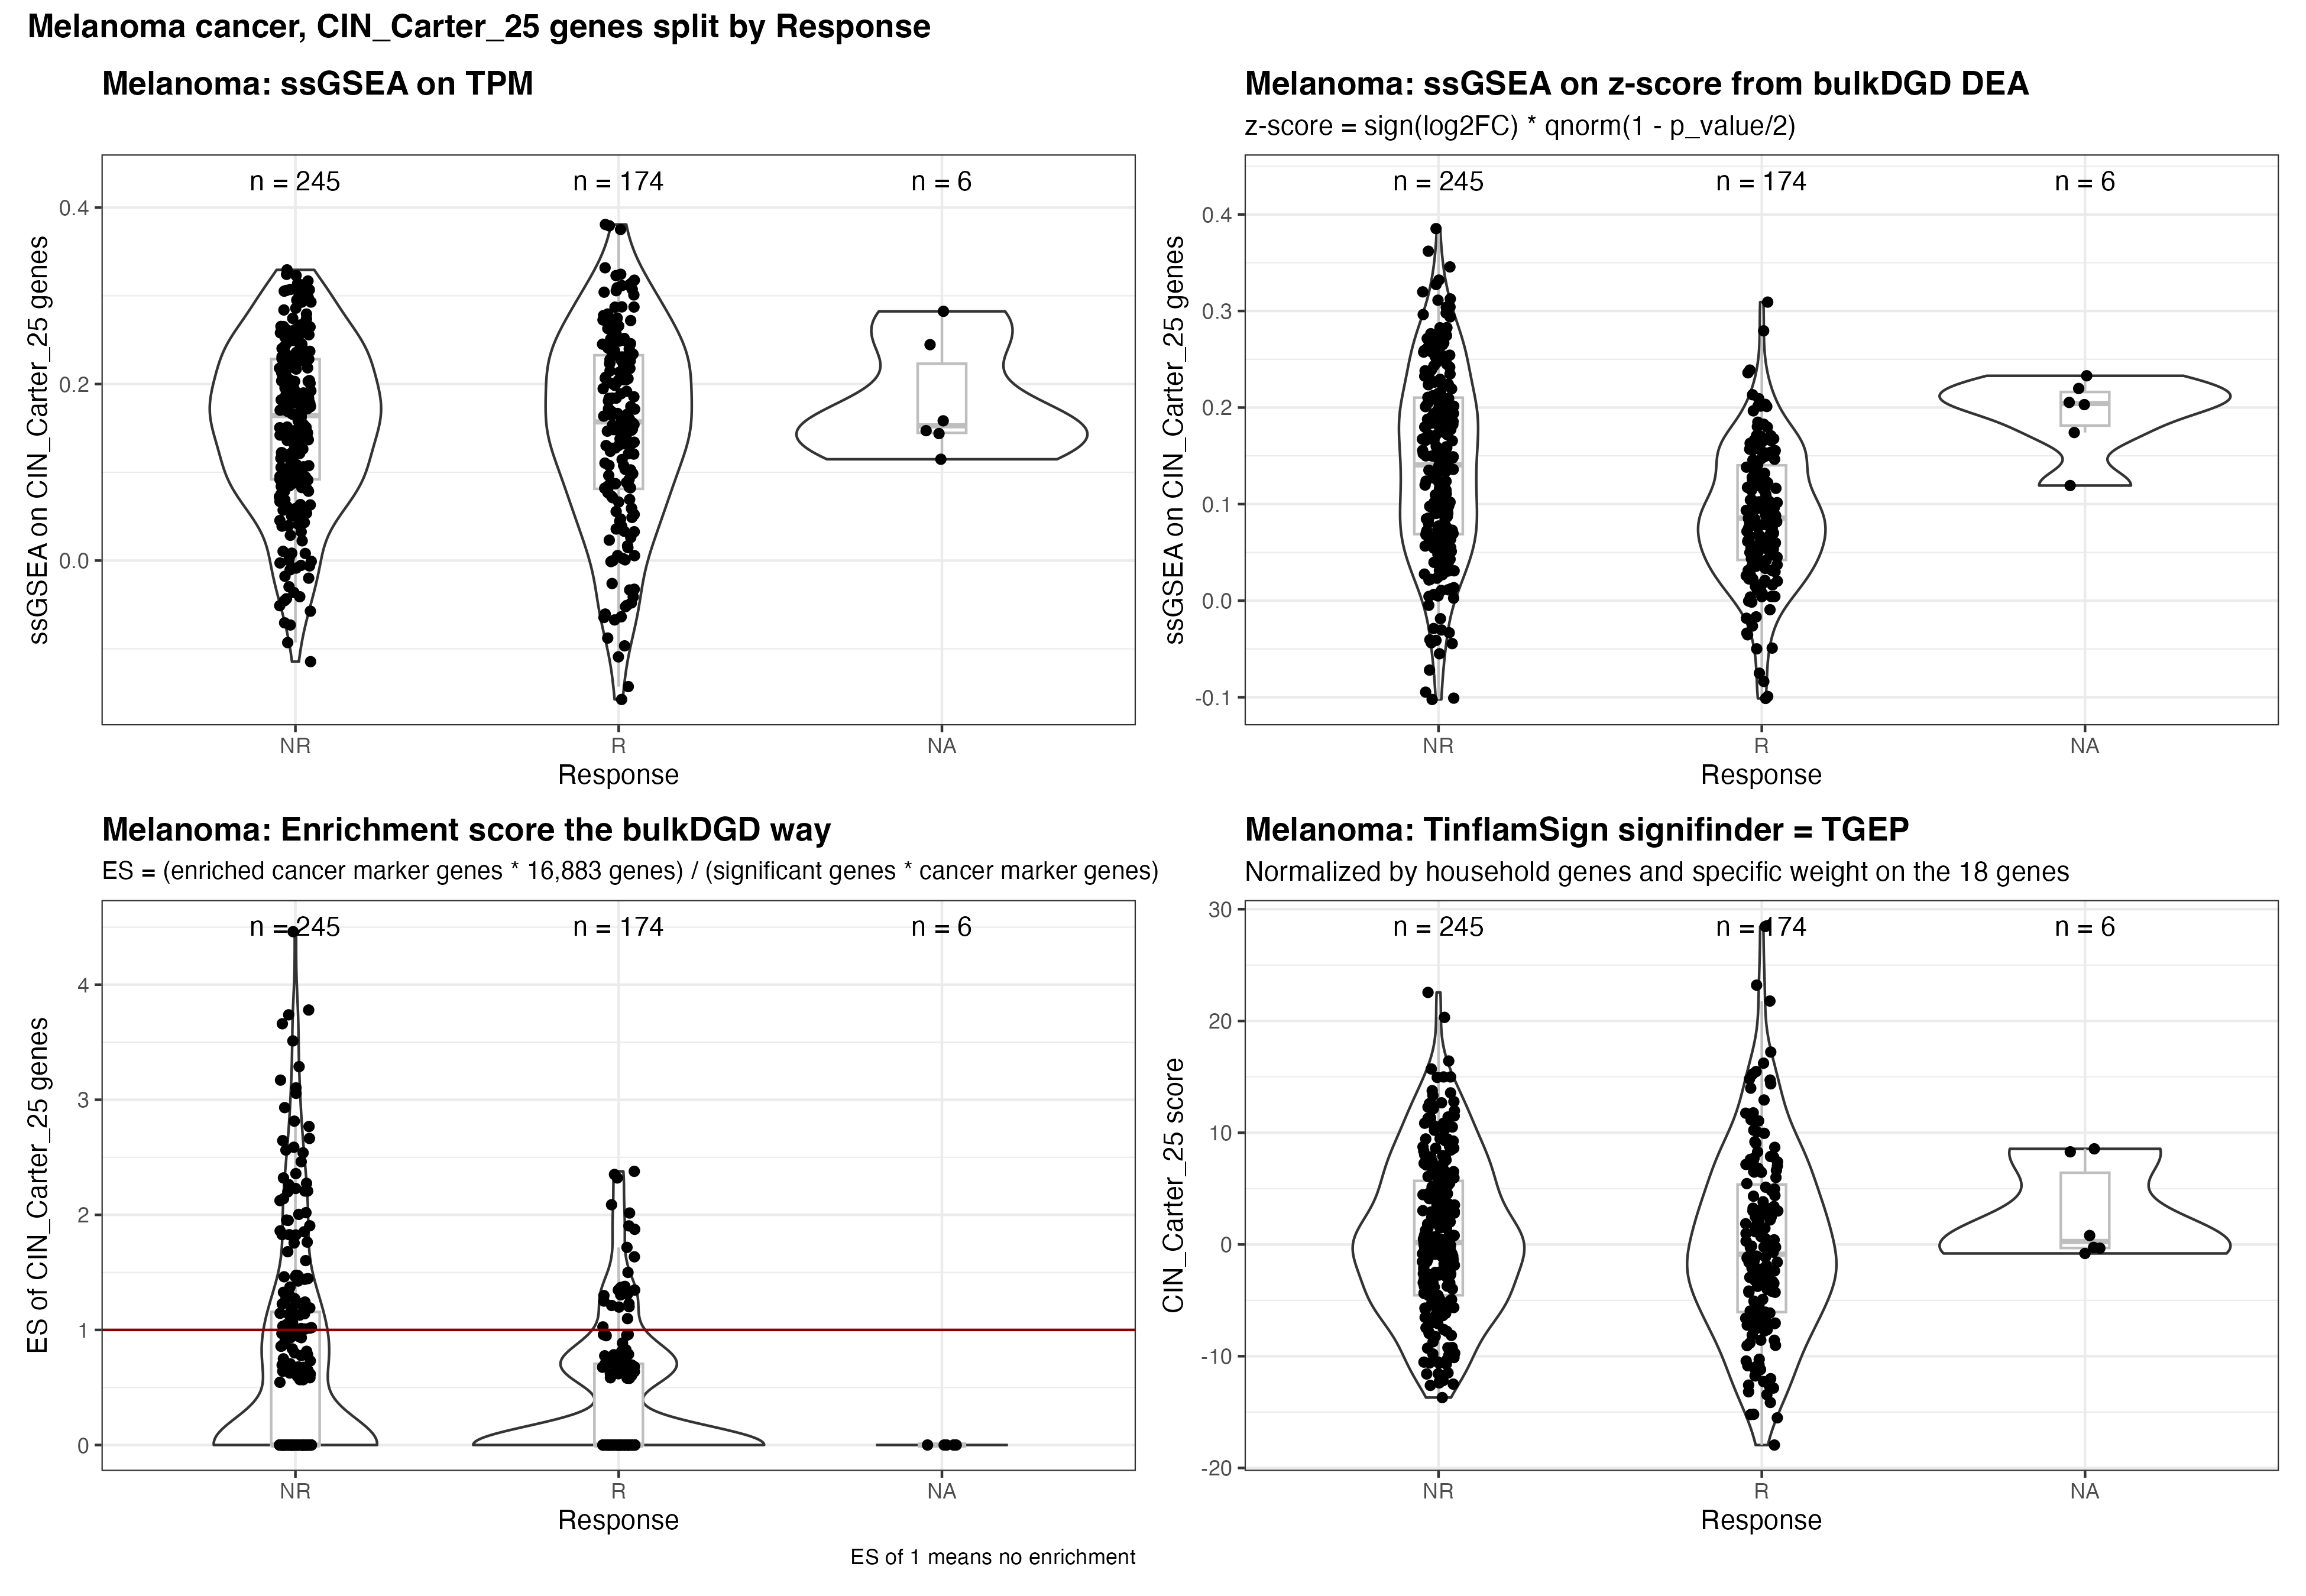 Melanoma cancer, CIN_Carter_25 genes split by Response
Melanoma: ssGSEA on TPM
ssGSEA on CIN_Carter_25 genes
n = 245
n = 174
n = 6
0.4
0.2
0.0
NR
R
NA
Response
Melanoma: ssGSEA on z-score from bulkDGD DEA
z-score = sign(log2FC) * qnorm(1 - p_value/2)
ssGSEA on CIN_Carter_25 genes
n = 245
n = 174
n = 6
0.4
0.3
0.2
0.1
0.0
-0.1
NR
R
NA
Response
Melanoma: Enrichment score the bulkDGD way
ES = (enriched cancer marker genes * 16,883 genes) / (significant genes * cancer marker genes)
ES of CIN_Carter_25 genes
n = 245
n = 174
n = 6
4
3
2
1
0
NR
R
NA
Response
ES of 1 means no enrichment
Melanoma: TinflamSign signifinder = TGEP
Normalized by household genes and specific weight on the 18 genes
CIN_Carter_25 score
n = 245
n = 174
n = 6
30
20
10
0
-10
-20
NR
R
NA
Response